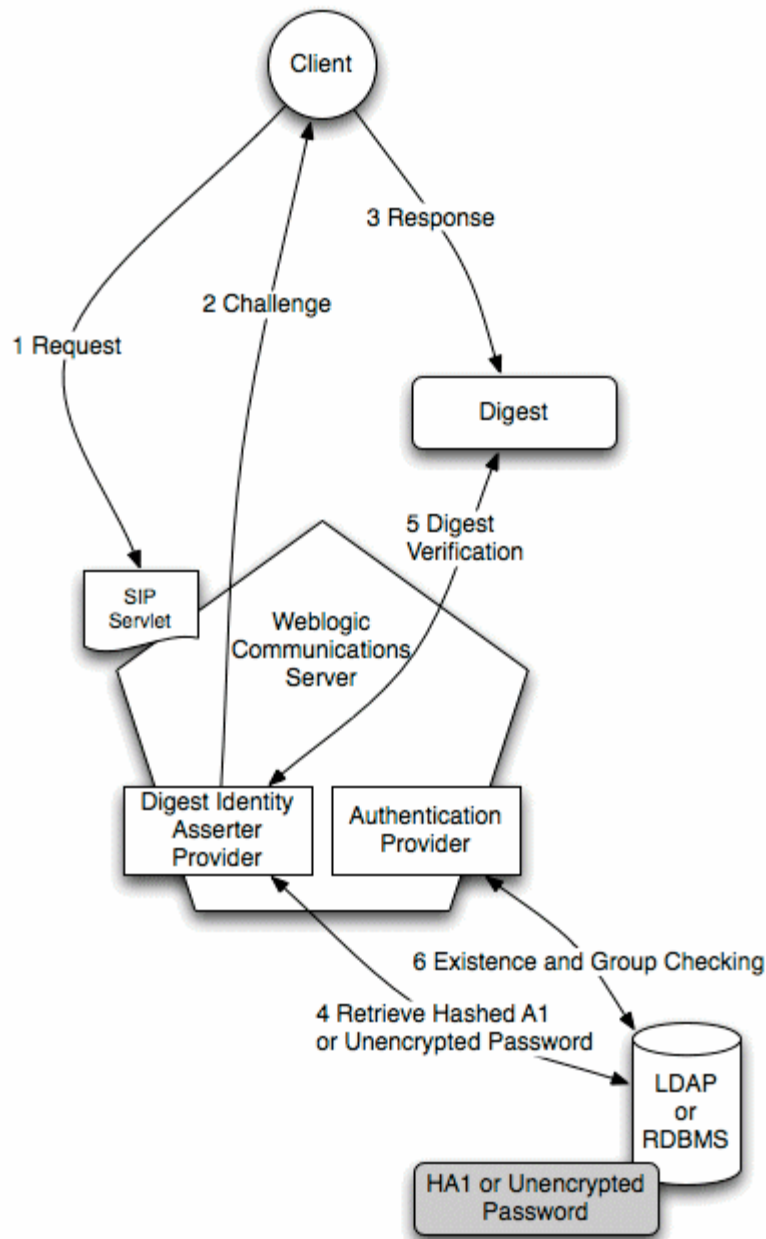 Client
3 Response
2 Challenge
1 Request
Digest
5 Digest
Verification
SIP
Servlet
Weblogic
Communications
Server
Digest Identity
Asserter
Provider
Authentication
Provider
6 Existence and Group Checking
4 Retrieve Hashed A1
or Unencrypted Password
LDAP
or
RDBMS
HA1 or Unencrypted
Password